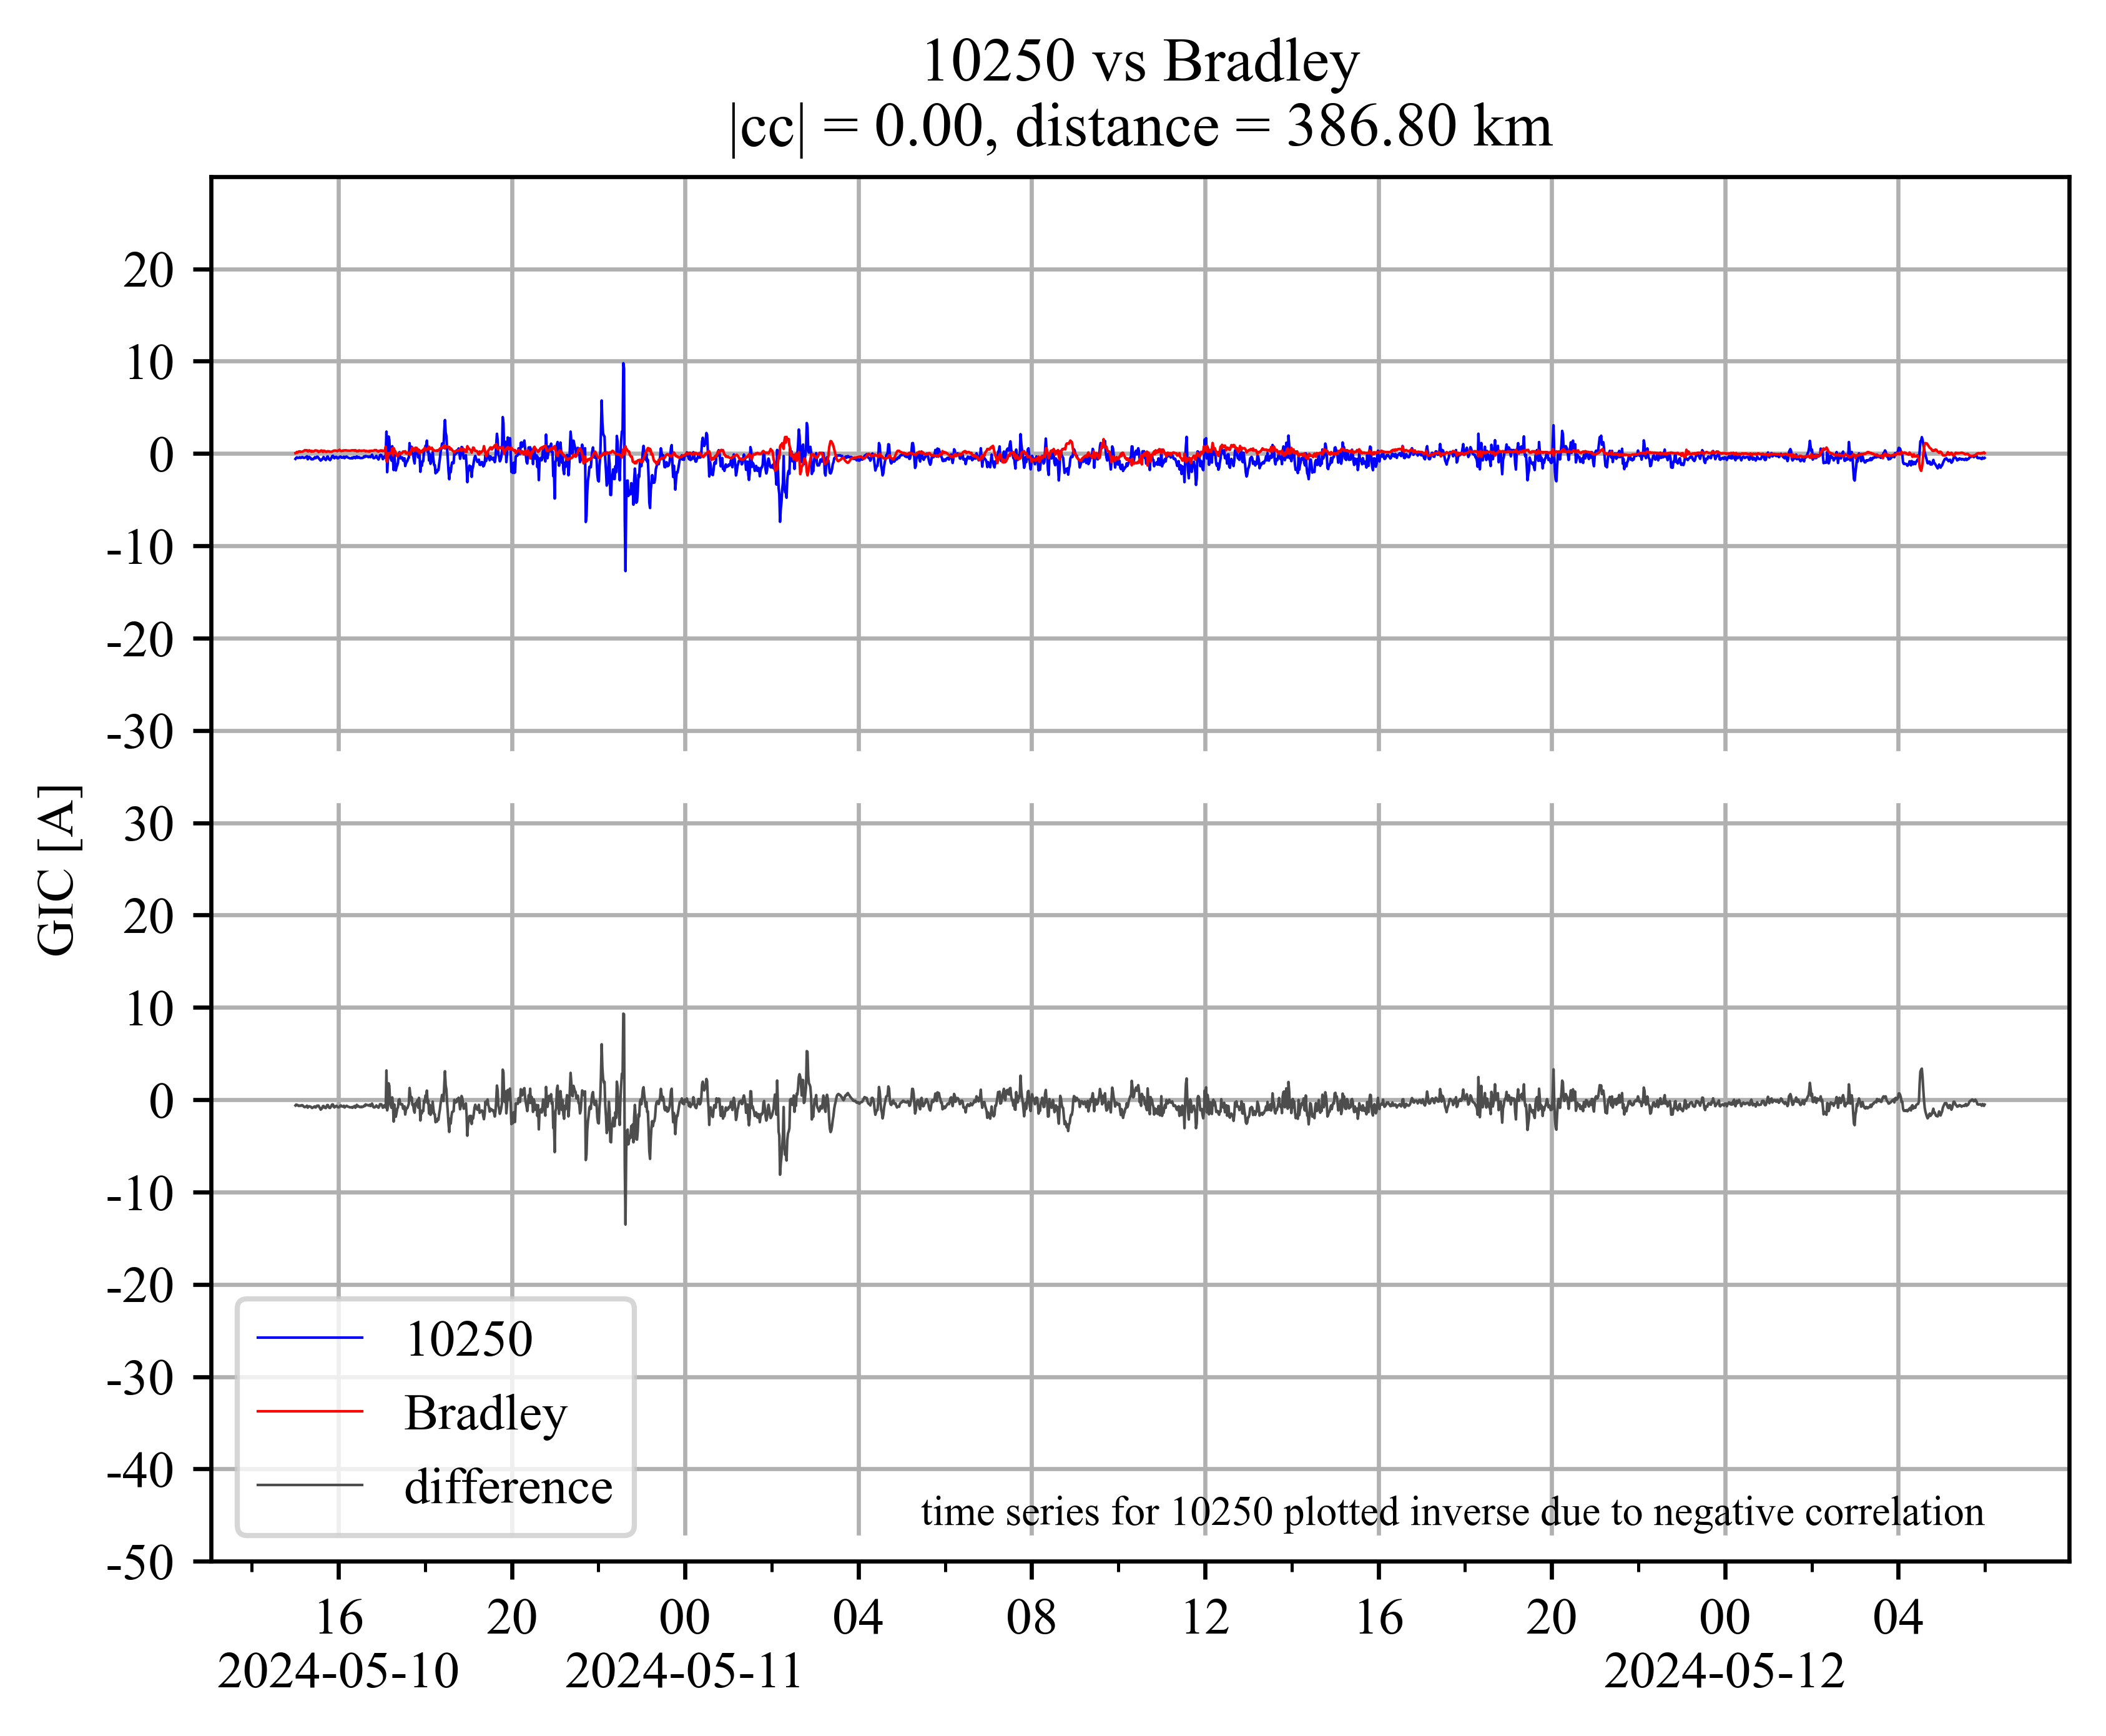 10250 vs Bradley
|cc| = 0.00, distance = 386.80 km
20
10
0
-10
-20
-30
30
20
10
0
-10
-20
-30
-40
-50
GIC [A]
10250
Bradley
difference
time series for 10250 plotted inverse due to negative correlation
16 20 00 04 08 12 16 20 00 04
2024-05-10 2024-05-11 2024-05-12